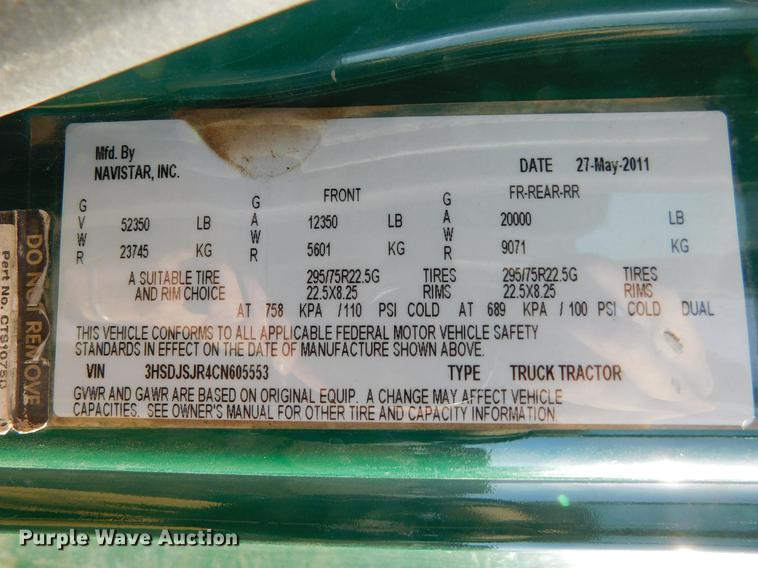 Mfd. By
NAVISTAR, INC.
DATE 27-May-2011
GVWR 52350 LB 23745 KG
GAWR FRONT 12350 LB 5601 KG
GAWR FR-REAR-RR 20000 LB 9071 KG
A SUITABLE TIRE 295/75R22.5G TIRES 295/75R22.5G TIRES
AND RIM CHOICE 22.5X8.25 RIMS 22.5X8.25 RIMS
AT 758 KPA /110 PSI COLD AT 689 KPA / 100 PSI COLD DUAL
THIS VEHICLE CONFORMS TO ALL APPLICABLE FEDERAL MOTOR VEHICLE SAFETY
STANDARDS IN EFFECT ON THE DATE OF MANUFACTURE SHOWN ABOVE.
VIN 3HSDJSJR4CN605553 TYPE TRUCK TRACTOR
GVWR AND GAWR ARE BASED ON ORIGINAL EQUIP. A CHANGE MAY AFFECT VEHICLE
CAPACITIES. SEE OWNER'S MANUAL FOR OTHER TIRE AND CAPACITY INFORMATION.
DO NOT REMOVE
Part No.
Purple Wave Auction